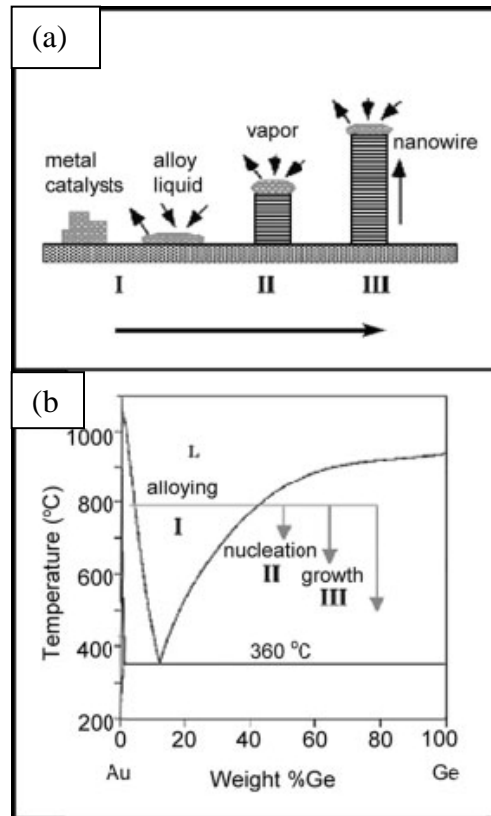 (a)
metal
catalysts
alloy
liquid
vapor
nanowire
I
II
III
(b
L
alloying
I
nucleation
II
growth
III
360 °C
1000
800
600
400
200
Temperature (°C)
0 20 40 60 80 100
Au Weight %Ge Ge